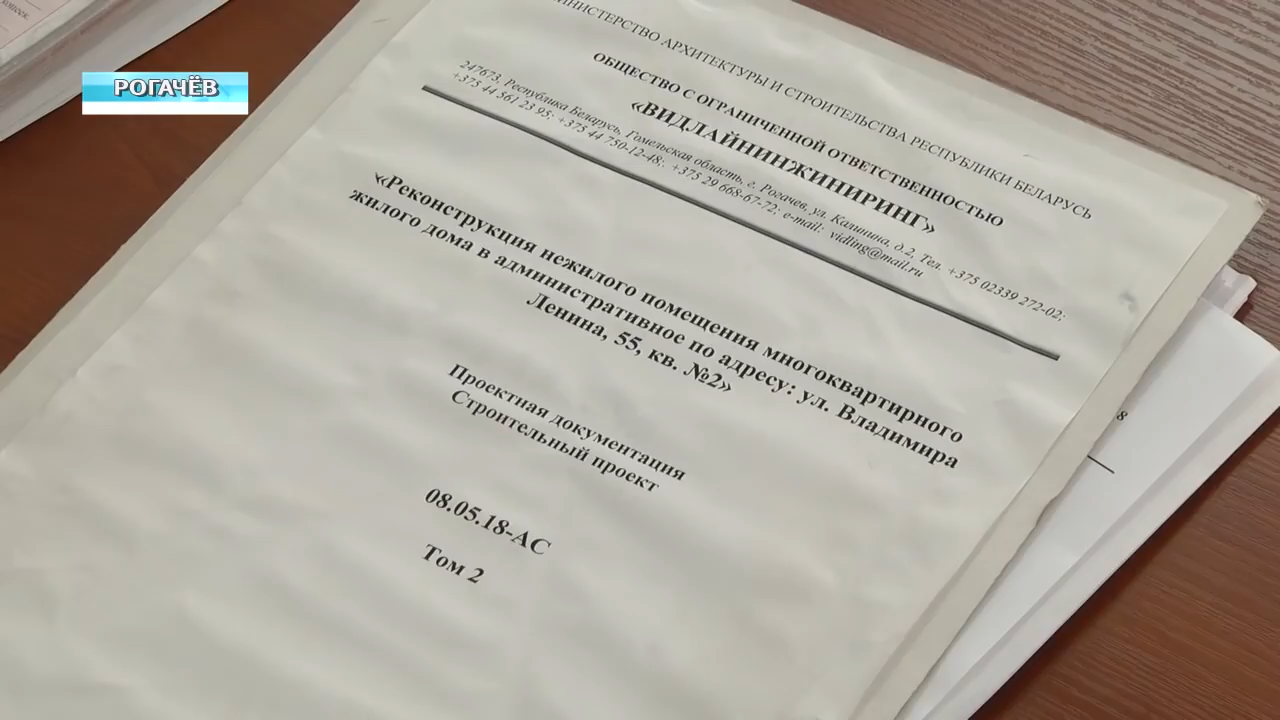 РОГАЧЁВ
МИНИСТЕРСТВО АРХИТЕКТУРЫ И СТРОИТЕЛЬСТВА РЕСПУБЛИКИ БЕЛАРУСЬ
ОБЩЕСТВО С ОГРАНИЧЕННОЙ ОТВЕТСТВЕННОСТЬЮ
«ВИДЛАЙНИНЖИНИРИНГ»
247673, Республика Беларусь, Гомельская область, г. Рогачев, ул. Калинина, д.2, Тел. +375 02339 272-02;
+375 44 561 23 95; +375 44 750-12-48;. +375 29 668-67-72; e-mail: vidling@mail.ru
«Реконструкция нежилого помещения многоквартирного
жилого дома в административное по адресу: ул. Владимира
Ленина, 55, кв. №2»
Проектная документация
Строительный проект
08.05.18-АС
Том 2
8